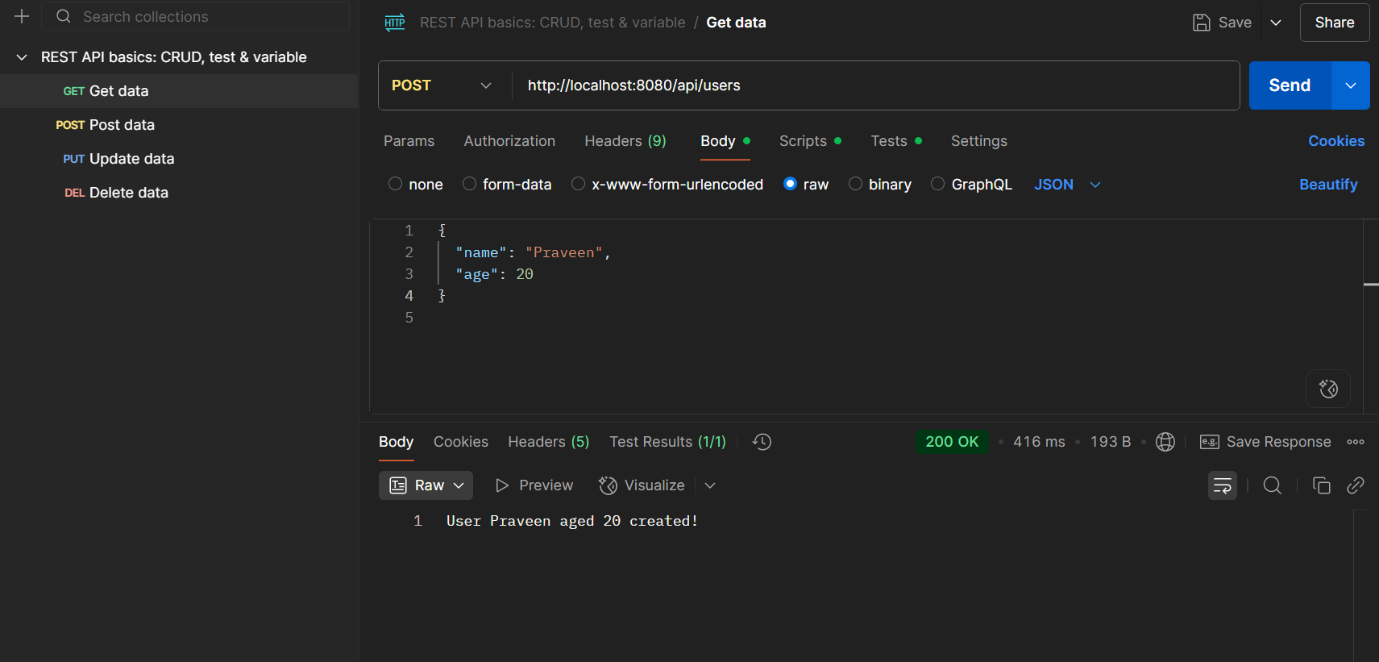 Search collections
REST API basics: CRUD, test & variable
GET Get data
POST Post data
PUT Update data
DEL Delete data
HTTP REST API basics: CRUD, test & variable / Get data
Save
Share
POST http://localhost:8080/api/users
Send
Params Authorization Headers (9) Body Scripts Tests Settings
Cookies
none form-data x-www-form-urlencoded raw binary GraphQL JSON
Beautify
1 {
2 "name": "Praveen",
3 "age": 20
4 }
5
Body Cookies Headers (5) Test Results (1/1)
200 OK • 416 ms • 193 B
e.g. Save Response
Raw Preview Visualize
1 User Praveen aged 20 created!